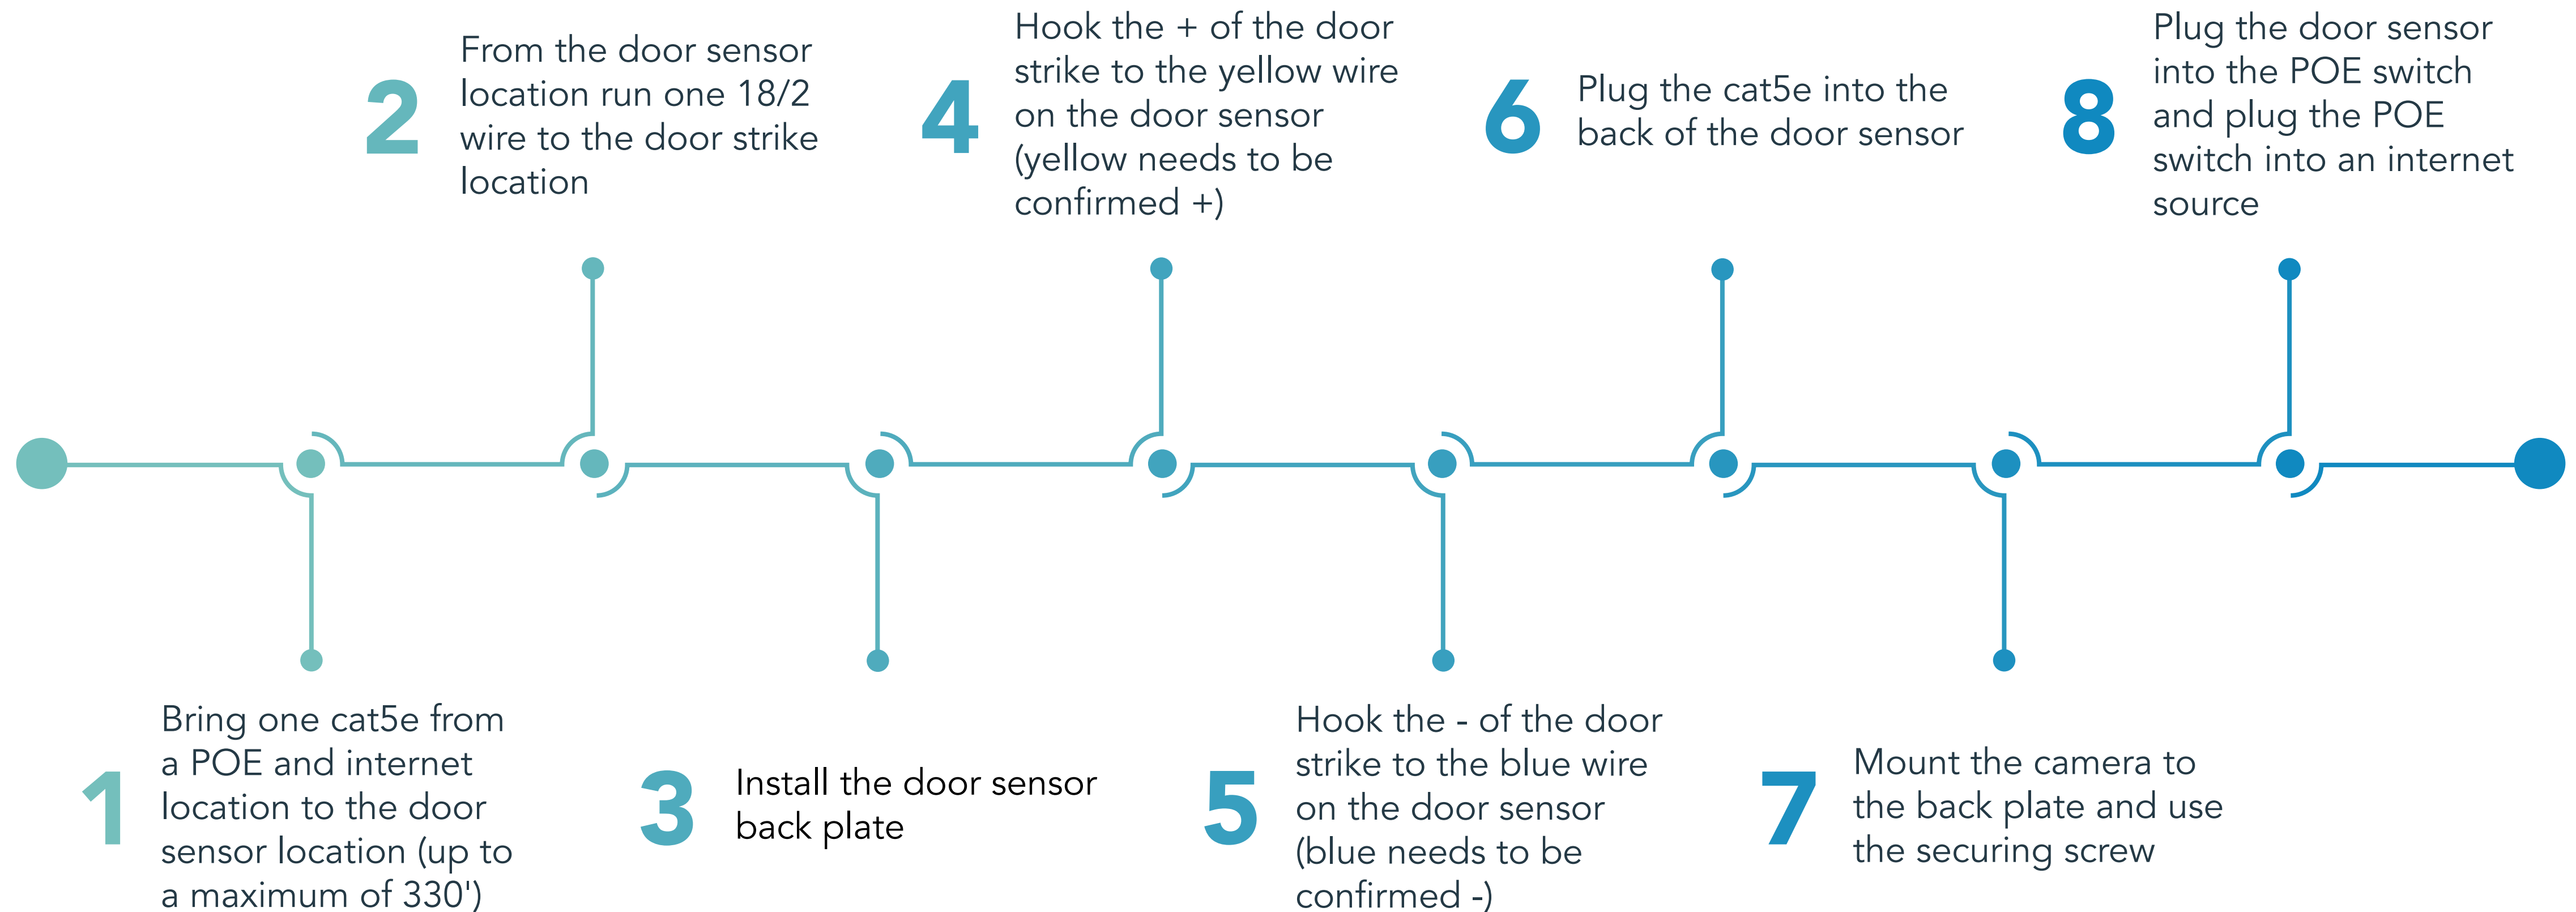 1
Bring one cat5e from
a POE and internet
location to the door
sensor location (up to
a maximum of 330')
2
From the door sensor
location run one 18/2
wire to the door strike
location
3
Install the door sensor
back plate
4
Hook the + of the door
strike to the yellow wire
on the door sensor
(yellow needs to be
confirmed +)
5
Hook the - of the door
strike to the blue wire
on the door sensor
(blue needs to be
confirmed -)
6
Plug the cat5e into the
back of the door sensor
7
Mount the camera to
the back plate and use
the securing screw
8
Plug the door sensor
into the POE switch
and plug the POE
switch into an internet
source